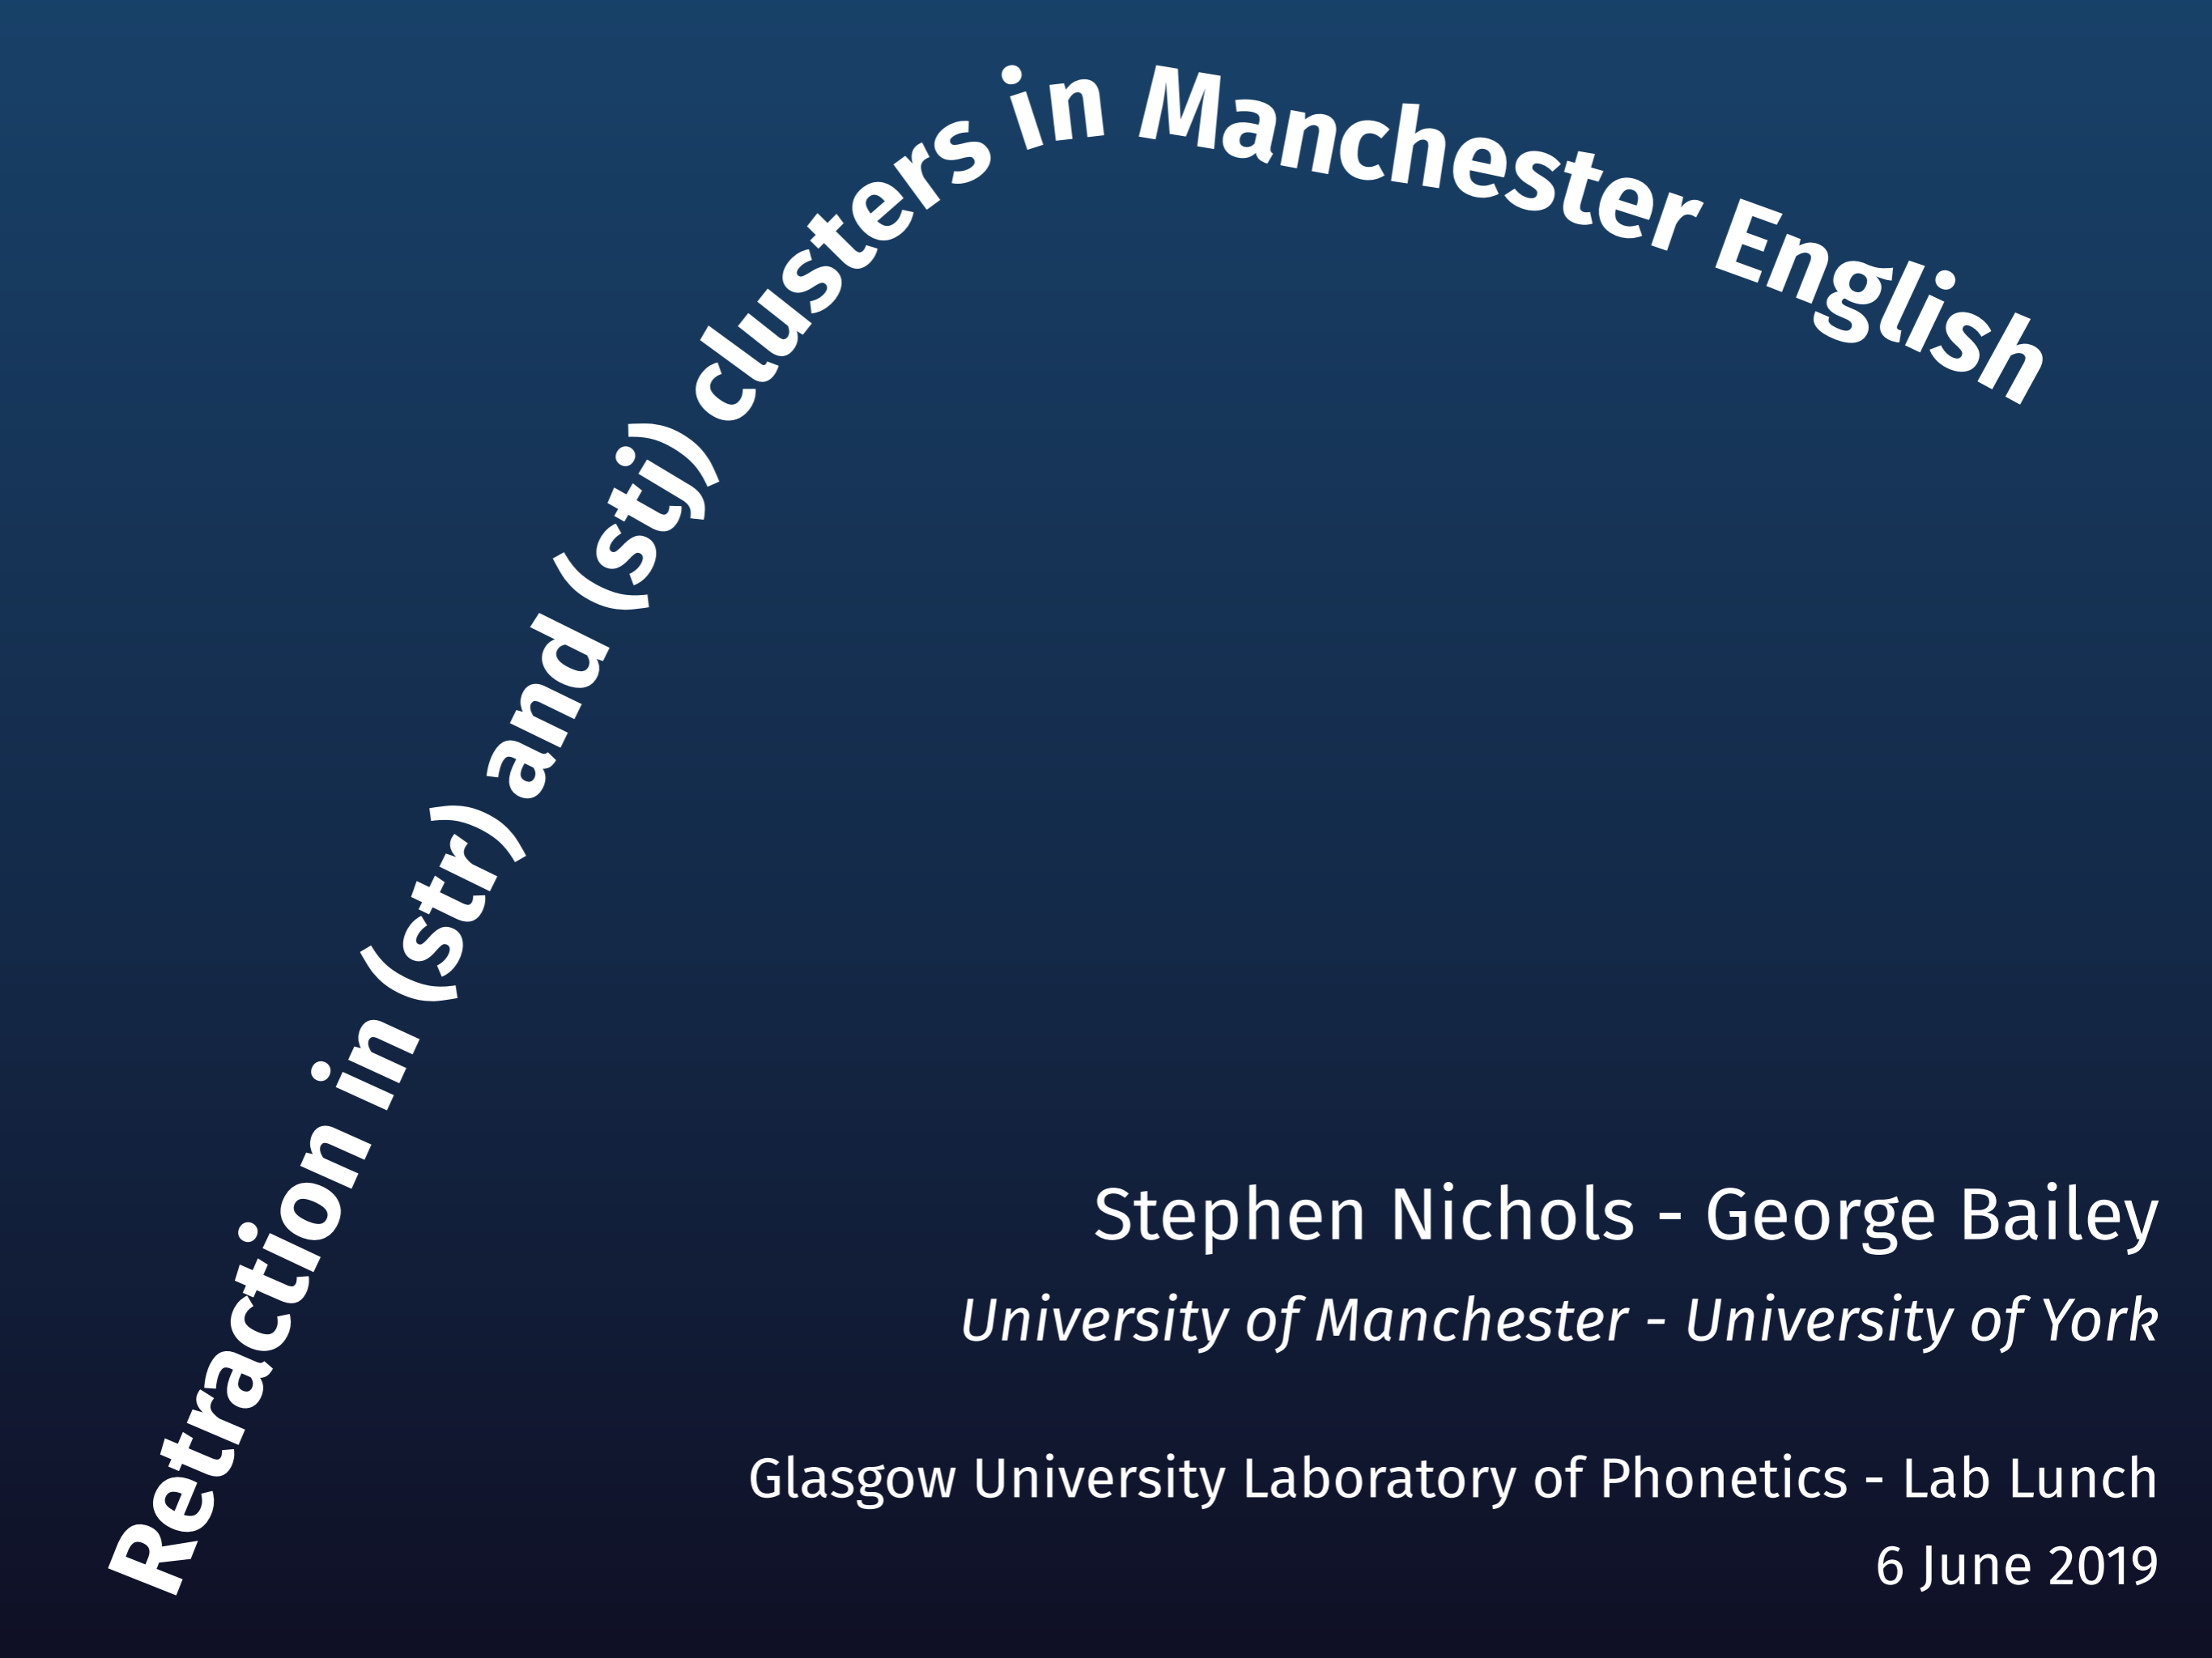 Retraction in (str) and (stj) clusters in Manchester English
Stephen Nichols - George Bailey
University of Manchester - University of York
Glasgow University Laboratory of Phonetics - Lab Lunch
6 June 2019